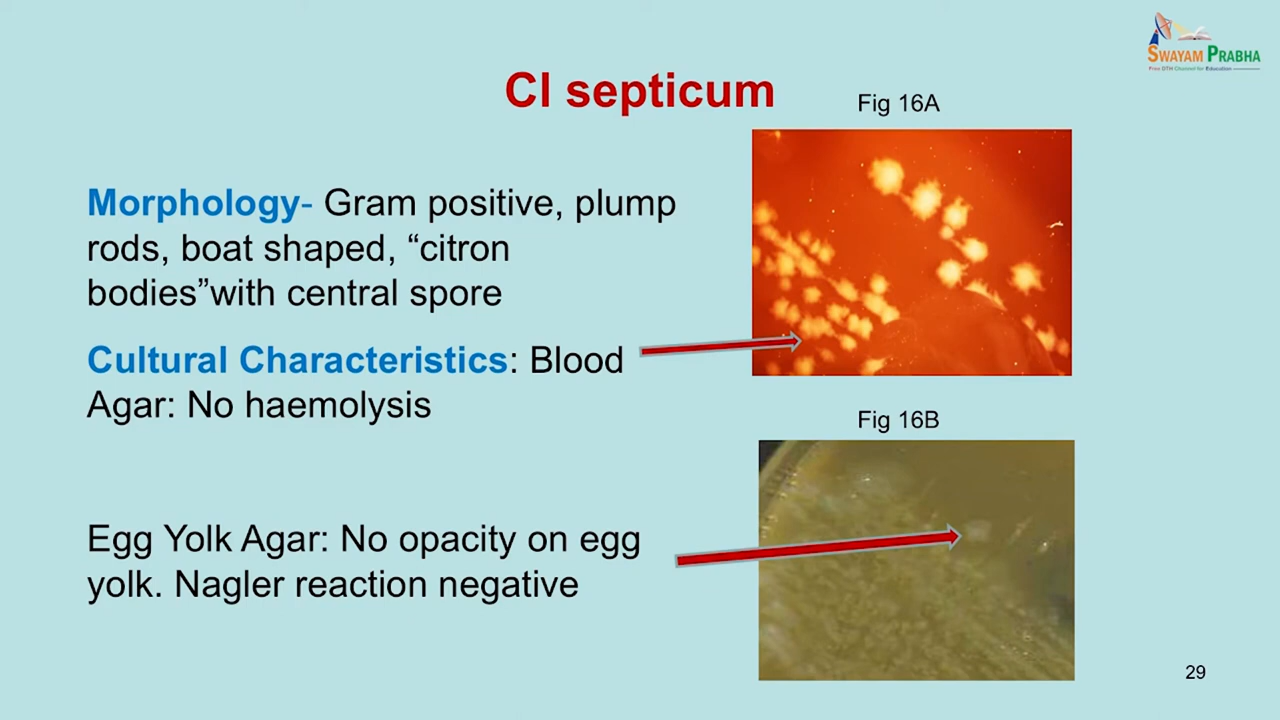 SWAYAM PRABHA
Free DTH Channel for Education
Cl septicum
Fig 16A
Morphology- Gram positive, plump
rods, boat shaped, “citron
bodies”with central spore
Cultural Characteristics: Blood
Agar: No haemolysis
Fig 16B
Egg Yolk Agar: No opacity on egg
yolk. Nagler reaction negative
29